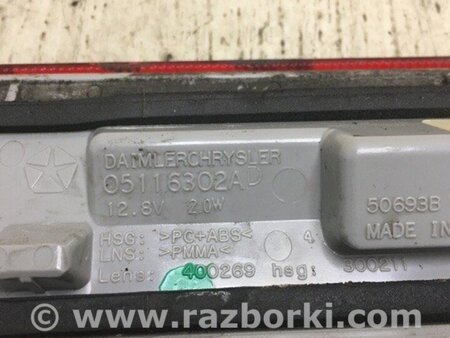 DAIMLERCHRYSLER
05116302AD
12.8V 2.0W
50693B
MADE IN
HSG: >PC+ABS< 4
LNS: >PMMA<
Lens: 400269 hsg: 300211
www.razborki.com